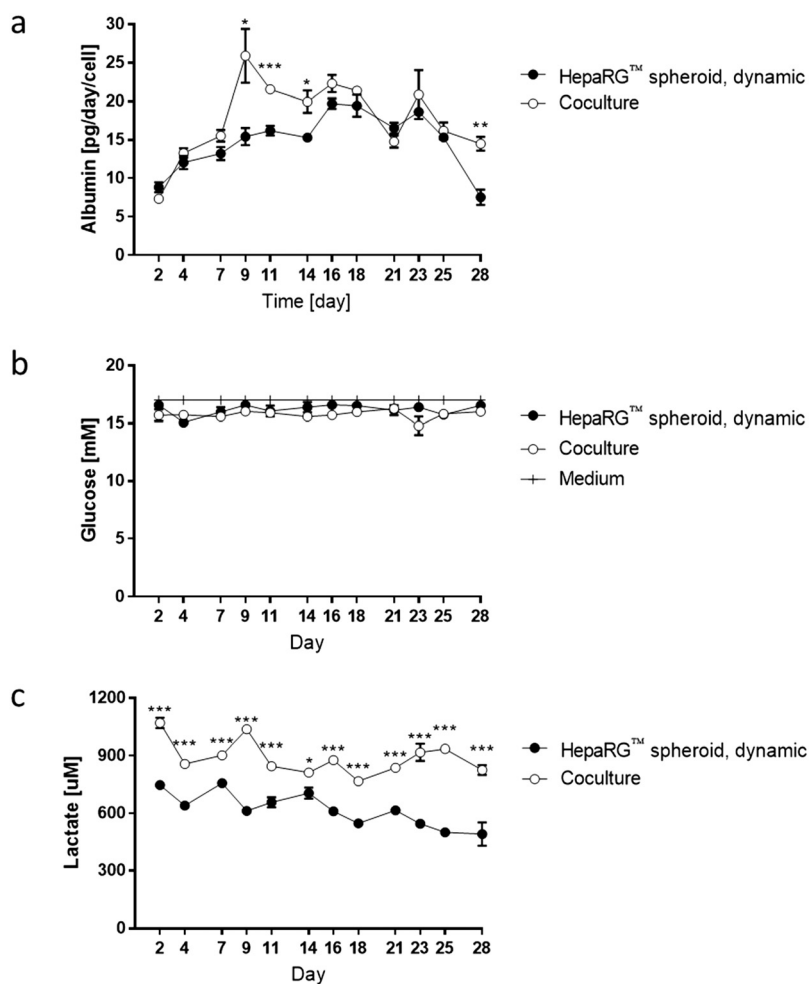 a
Albumin [pg/day/cell]
30
25
20
15
10
5
0
*
***
*
**
2 4 7 9 11 14 16 18 21 23 25 28
Time [day]
HepaRG™ spheroid, dynamic
Coculture
b
Glucose [mM]
20
15
10
5
0
2 4 7 9 11 14 16 18 21 23 25 28
Day
HepaRG™ spheroid, dynamic
Coculture
Medium
c
Lactate [uM]
1200
900
600
300
0
*** *** *** *** *** * *** *** *** *** *** ***
2 4 7 9 11 14 16 18 21 23 25 28
Day
HepaRG™ spheroid, dynamic
Coculture